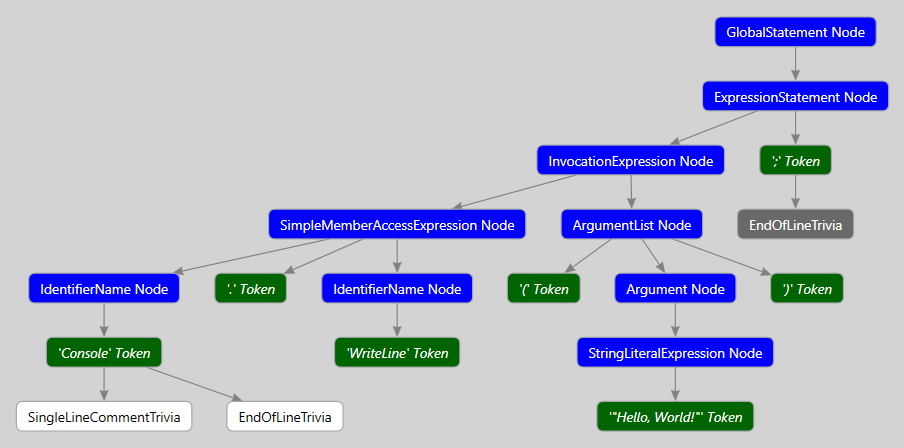 GlobalStatement Node
ExpressionStatement Node
InvocationExpression Node
';' Token
SimpleMemberAccessExpression Node
ArgumentList Node
EndOfLineTrivia
IdentifierName Node
'.' Token
IdentifierName Node
'(' Token
Argument Node
')' Token
'Console' Token
'WriteLine' Token
StringLiteralExpression Node
SingleLineCommentTrivia
EndOfLineTrivia
'"Hello, World!"' Token